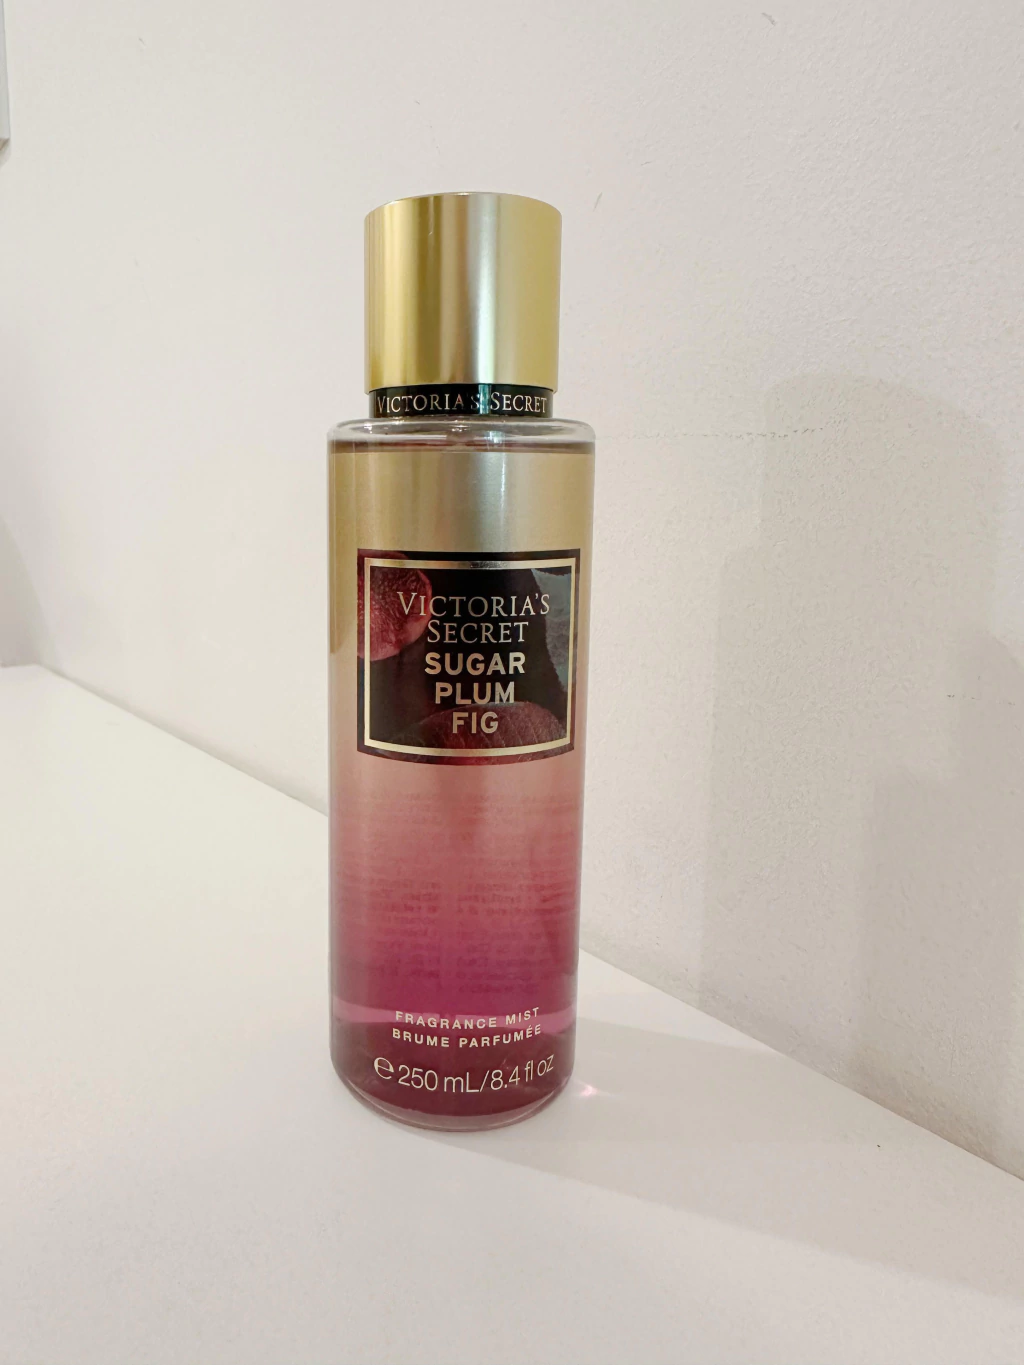 VICTORIA'S SECRET
VICTORIA'S
SECRET
SUGAR
PLUM
FIG
FRAGRANCE MIST
BRUME PARFUMÉE
℮ 250 mL/8.4 fl oz